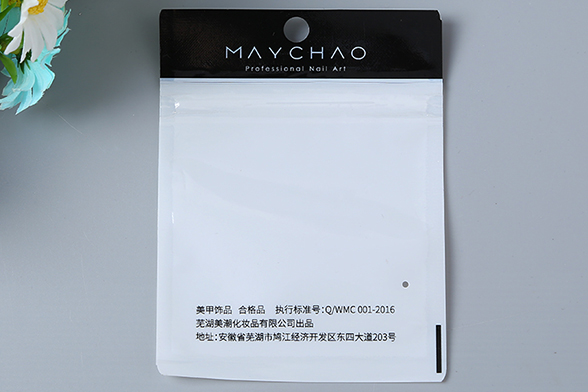 MAYCHAO
Professional Nail Art
美甲饰品 合格品 执行标准号:Q/WMC 001-2016
芜湖美潮化妆品有限公司出品
地址:安徽省芜湖市鸠江经济开发区东四大道203号